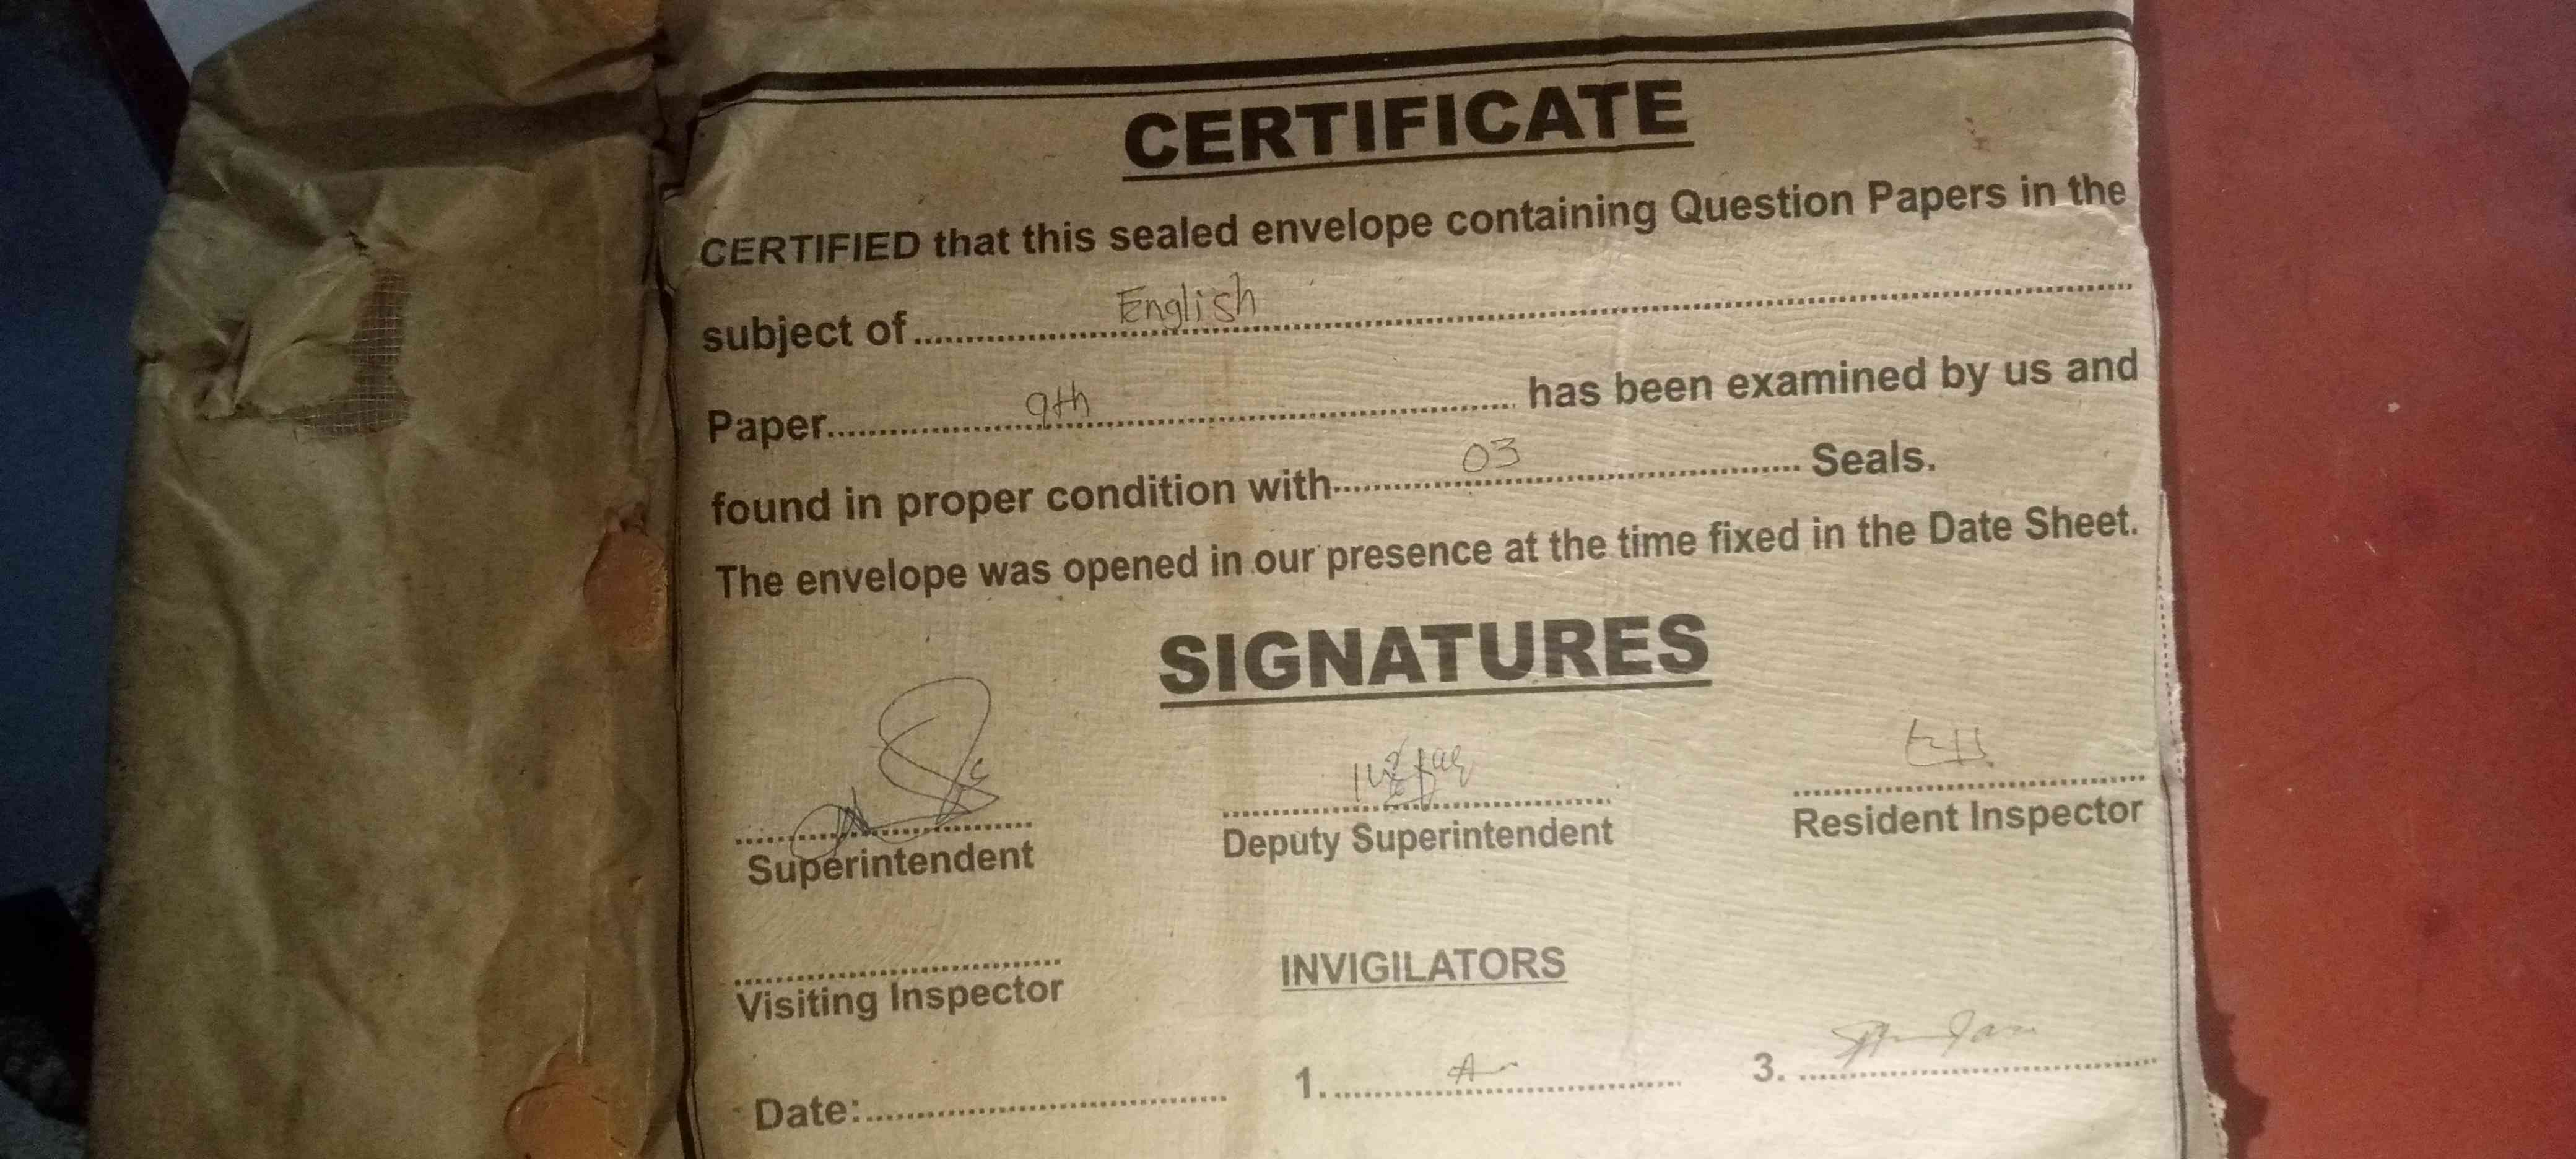 CERTIFICATE
CERTIFIED that this sealed envelope containing Question Papers in the
subject of English
Paper 9th has been examined by us and
found in proper condition with 03 Seals.
The envelope was opened in our presence at the time fixed in the Date Sheet.
SIGNATURES
Superintendent Deputy Superintendent Resident Inspector
Visiting Inspector INVIGILATORS
Date: 1. 3.